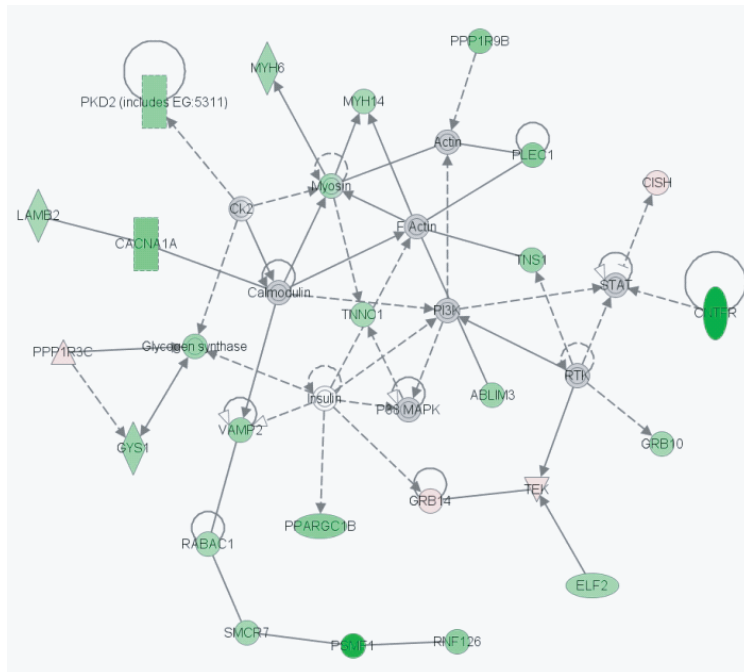 PPP1R9B
MYH6
PKD2 (includes EG:5311)
MYH14
Actin
PLEC1
CISH
Myosin
Ck2
LAMB2
F Actin
CACNA1A
TNS1
STAT
Calmodulin
CNTFR
TNNC1
PI3K
Glycogen synthase
PPP1R3C
RTK
Insulin
P38 MAPK
ABLIM3
VAMP2
GYS1
GRB10
TEK
GRB14
PPARGC1B
RABAC1
ELF2
SMCR7
PSMF1
RNF126